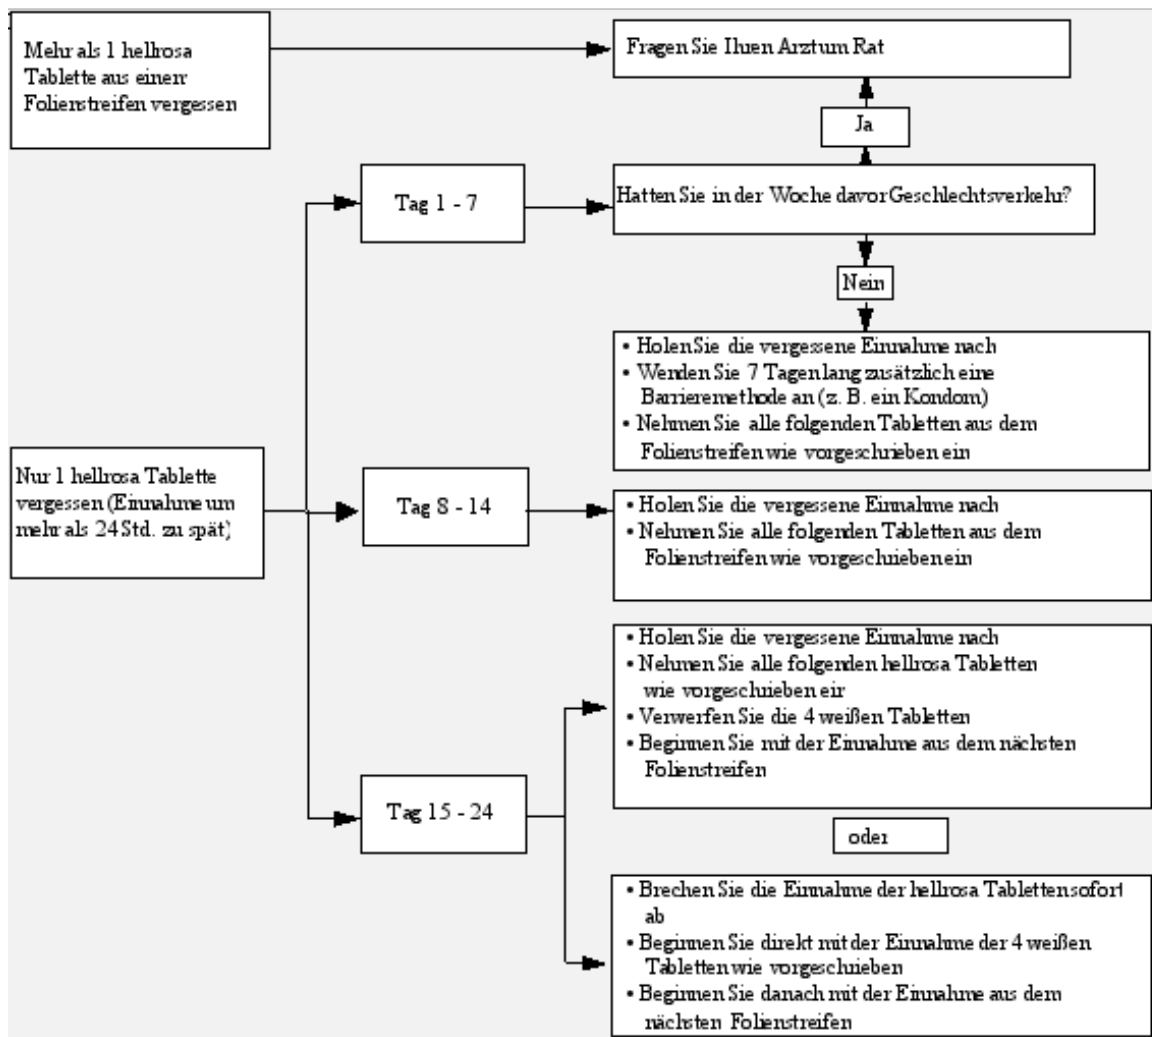 Mehr als 1 hellrosa
Tablette aus einem
Folienstreifen vergessen
Fragen Sie Ihren Arztum Rat
Ja
Tag 1 - 7
Hatten Sie in der Woche davor Geschlechtsverkehr?
Nein
• Holen Sie die vergessene Einnahme nach
• Wenden Sie 7 Tagen lang zusätzlich eine
Barrieremethode an (z. B. ein Kondom)
• Nehmen Sie alle folgenden Tabletten aus dem
Folienstreifen wie vorgeschrieben ein
Nur 1 hellrosa Tablette
vergessen (Einnahme um
mehr als 24 Std. zu spät)
Tag 8 - 14
• Holen Sie die vergessene Einnahme nach
• Nehmen Sie alle folgenden Tabletten aus dem
Folienstreifen wie vorgeschrieben ein
Tag 15 - 24
• Holen Sie die vergessene Einnahme nach
• Nehmen Sie alle folgenden hellrosa Tabletten
wie vorgeschrieben eir
• Verwerfen Sie die 4 weißen Tabletten
• Beginnen Sie mit der Einnahme aus dem nächsten
Folienstreifen
oder
• Brechen Sie die Einnahme der hellrosa Tabletten sofort
ab
• Beginnen Sie direkt mit der Einnahme der 4 weißen
Tabletten wie vorgeschrieben
• Beginnen Sie danach mit der Einnahme aus dem
nächsten Folienstreifen